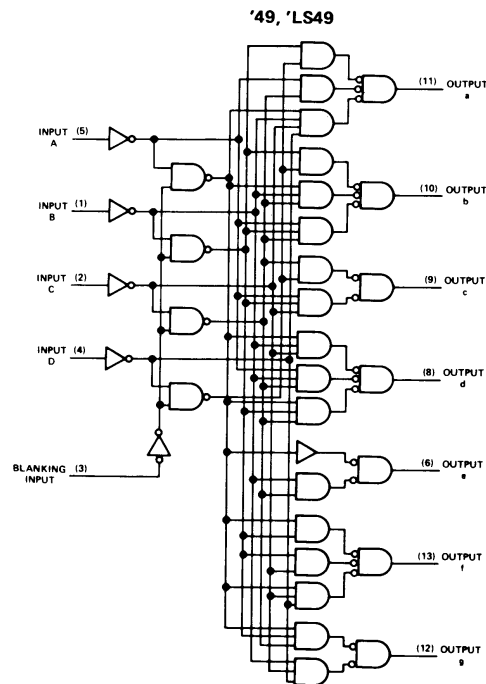 '49, 'LS49
(11) OUTPUT
a
INPUT (5)
A
(10) OUTPUT
b
INPUT (1)
B
(9) OUTPUT
c
INPUT (2)
C
INPUT (4)
D
(8) OUTPUT
d
BLANKING (3)
INPUT
(6) OUTPUT
e
(13) OUTPUT
f
(12) OUTPUT
g